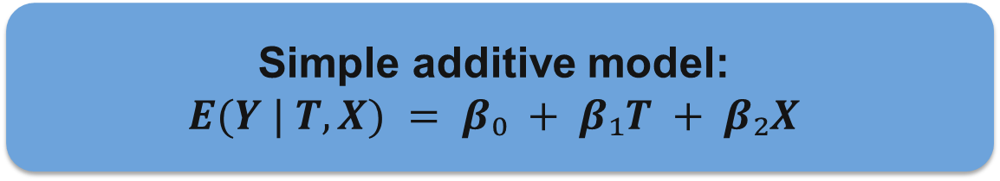 Simple additive model:
E(Y | T, X) = β₀ + β₁T + β₂X